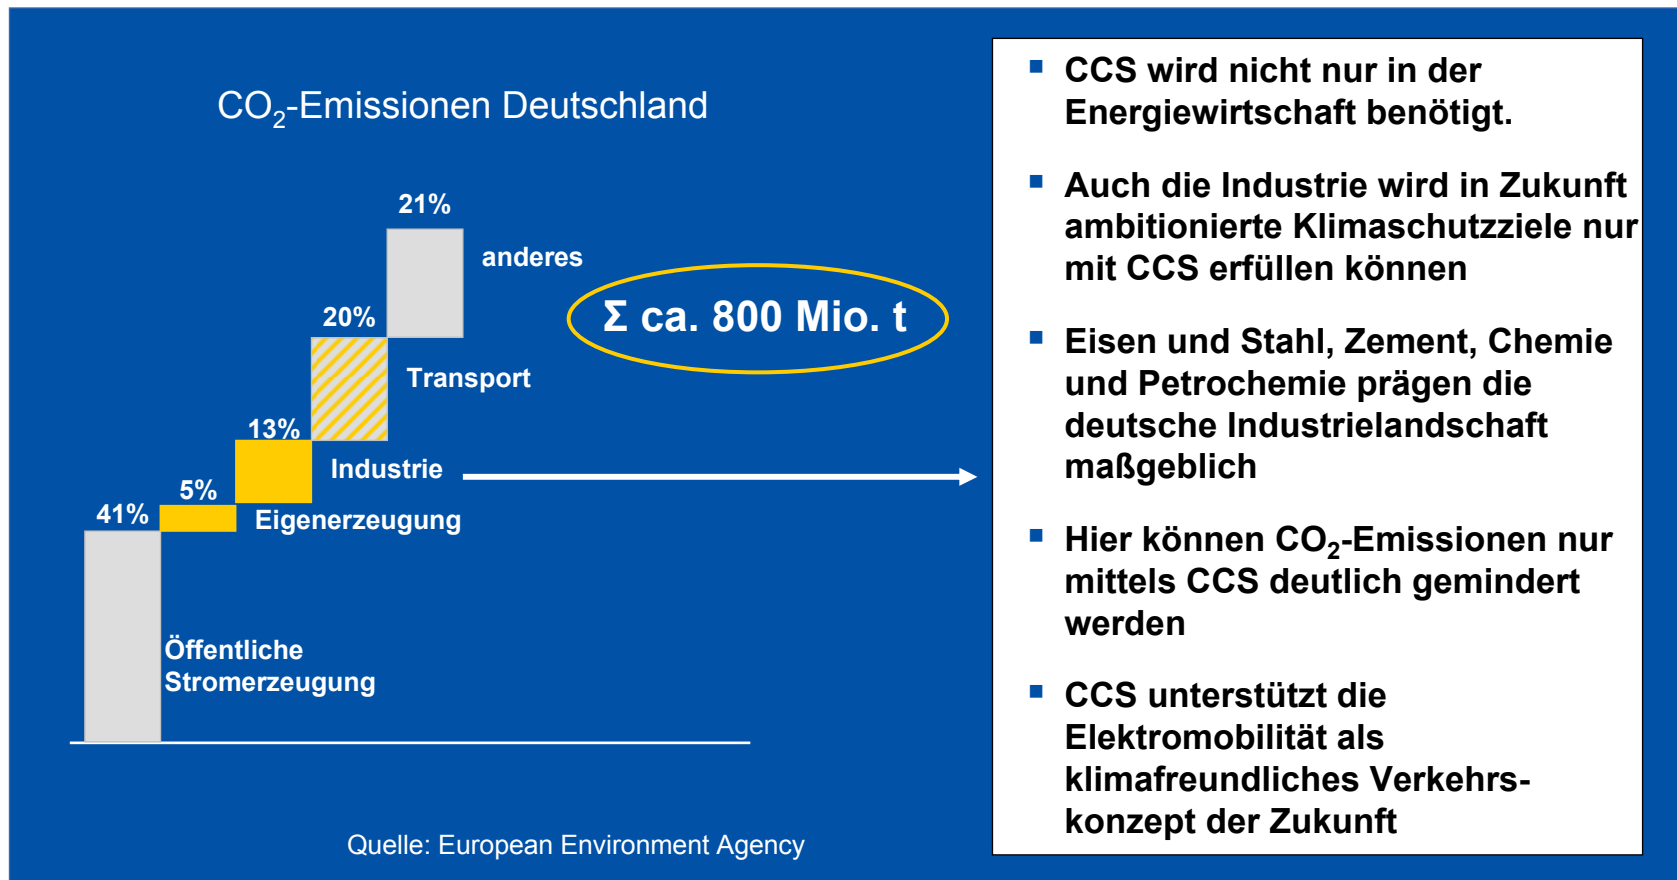 CO₂-Emissionen Deutschland
21%
anderes
20%
Σ ca. 800 Mio. t
Transport
13%
Industrie
5%
Eigenerzeugung
41%
Öffentliche
Stromerzeugung
Quelle: European Environment Agency
▪ CCS wird nicht nur in der
Energiewirtschaft benötigt.
▪ Auch die Industrie wird in Zukunft
ambitionierte Klimaschutzziele nur
mit CCS erfüllen können
▪ Eisen und Stahl, Zement, Chemie
und Petrochemie prägen die
deutsche Industrielandschaft
maßgeblich
▪ Hier können CO₂-Emissionen nur
mittels CCS deutlich gemindert
werden
▪ CCS unterstützt die
Elektromobilität als
klimafreundliches Verkehrs-
konzept der Zukunft